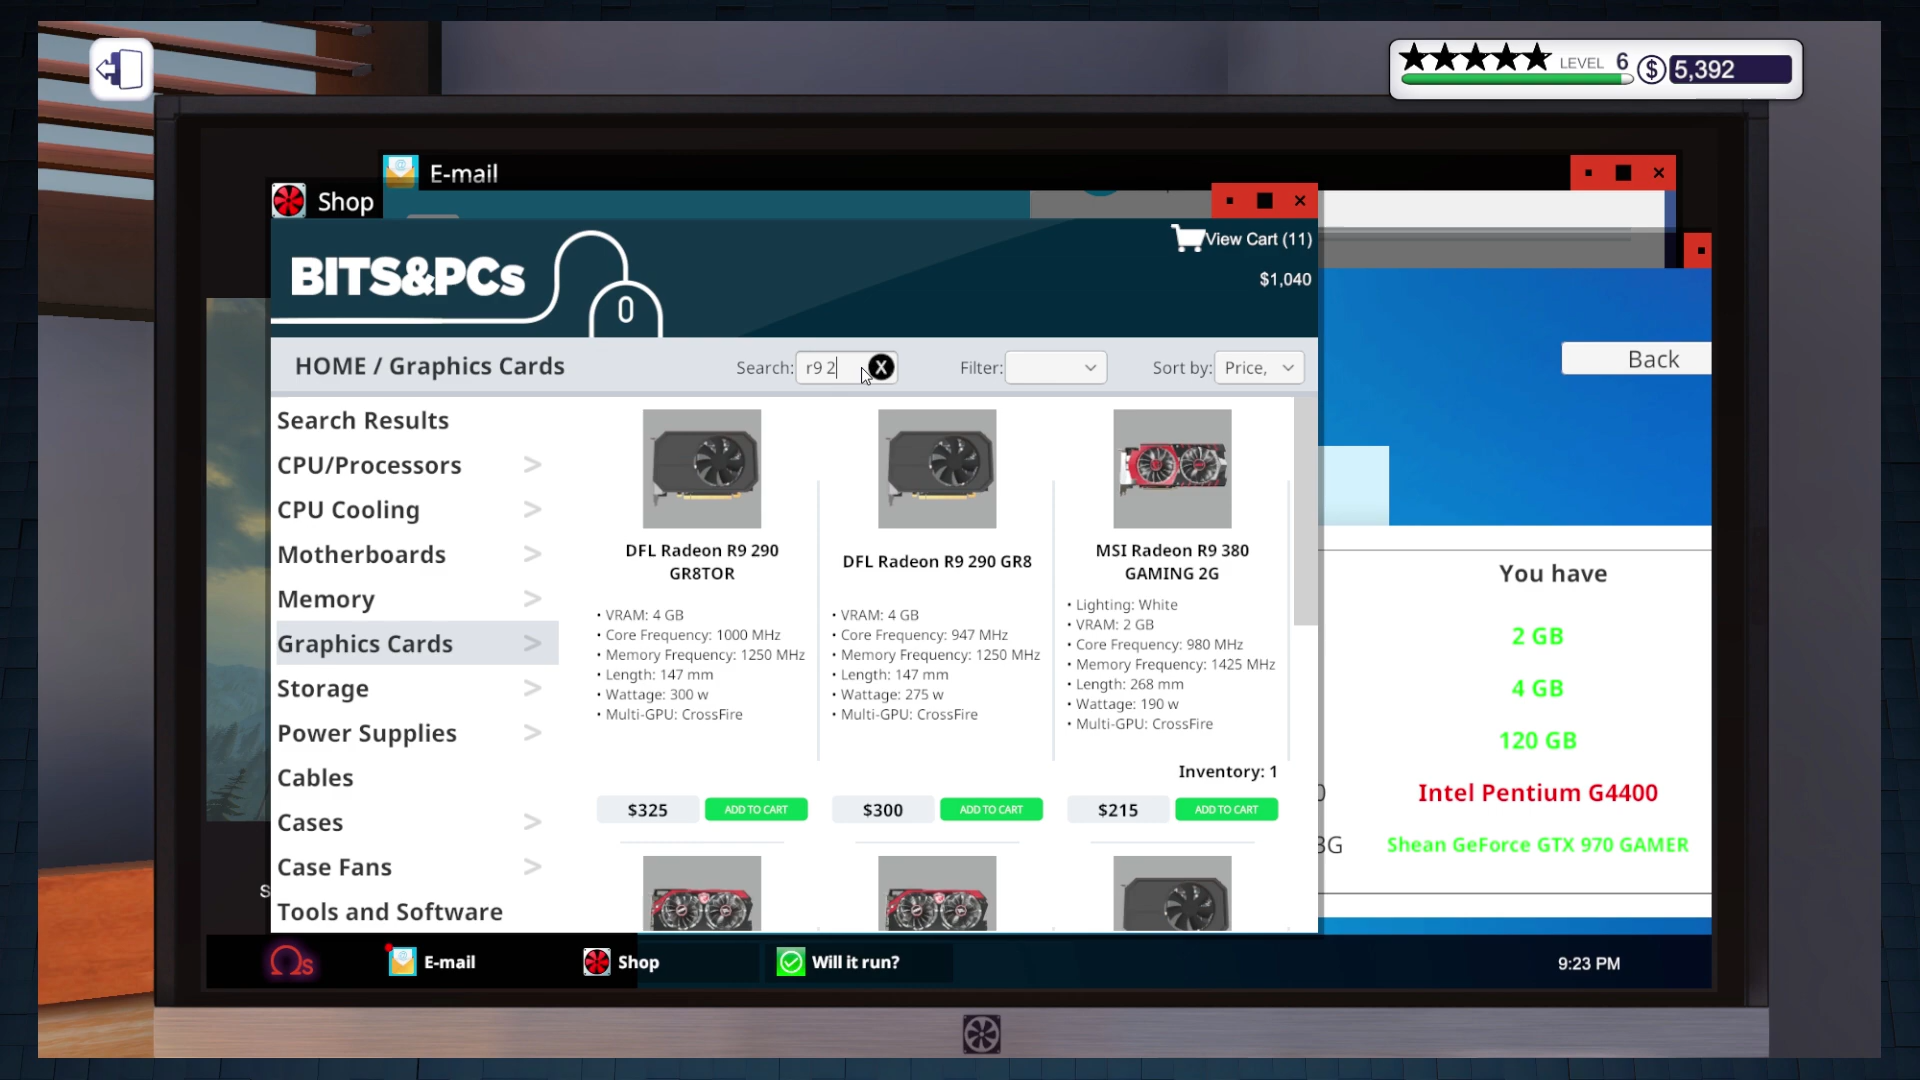 LEVEL 6
$ 5,392
E-mail
Shop
View Cart (11)
BITS&PCs
$1,040
HOME / Graphics Cards
Search: r9 2
X
Filter:
Sort by: Price,
Back
Search Results
CPU/Processors >
CPU Cooling >
Motherboards >
Memory >
Graphics Cards >
Storage >
Power Supplies >
Cables
Cases >
Case Fans >
Tools and Software
DFL Radeon R9 290
GR8TOR
• VRAM: 4 GB
• Core Frequency: 1000 MHz
• Memory Frequency: 1250 MHz
• Length: 147 mm
• Wattage: 300 w
• Multi-GPU: CrossFire
$325
ADD TO CART
DFL Radeon R9 290 GR8
• VRAM: 4 GB
• Core Frequency: 947 MHz
• Memory Frequency: 1250 MHz
• Length: 147 mm
• Wattage: 275 w
• Multi-GPU: CrossFire
$300
ADD TO CART
MSI Radeon R9 380
GAMING 2G
• Lighting: White
• VRAM: 2 GB
• Core Frequency: 980 MHz
• Memory Frequency: 1425 MHz
• Length: 268 mm
• Wattage: 190 w
• Multi-GPU: CrossFire
Inventory: 1
$215
ADD TO CART
You have
2 GB
4 GB
120 GB
Intel Pentium G4400
3G
Shean GeForce GTX 970 GAMER
S
Ωs
E-mail
Shop
Will it run?
9:23 PM